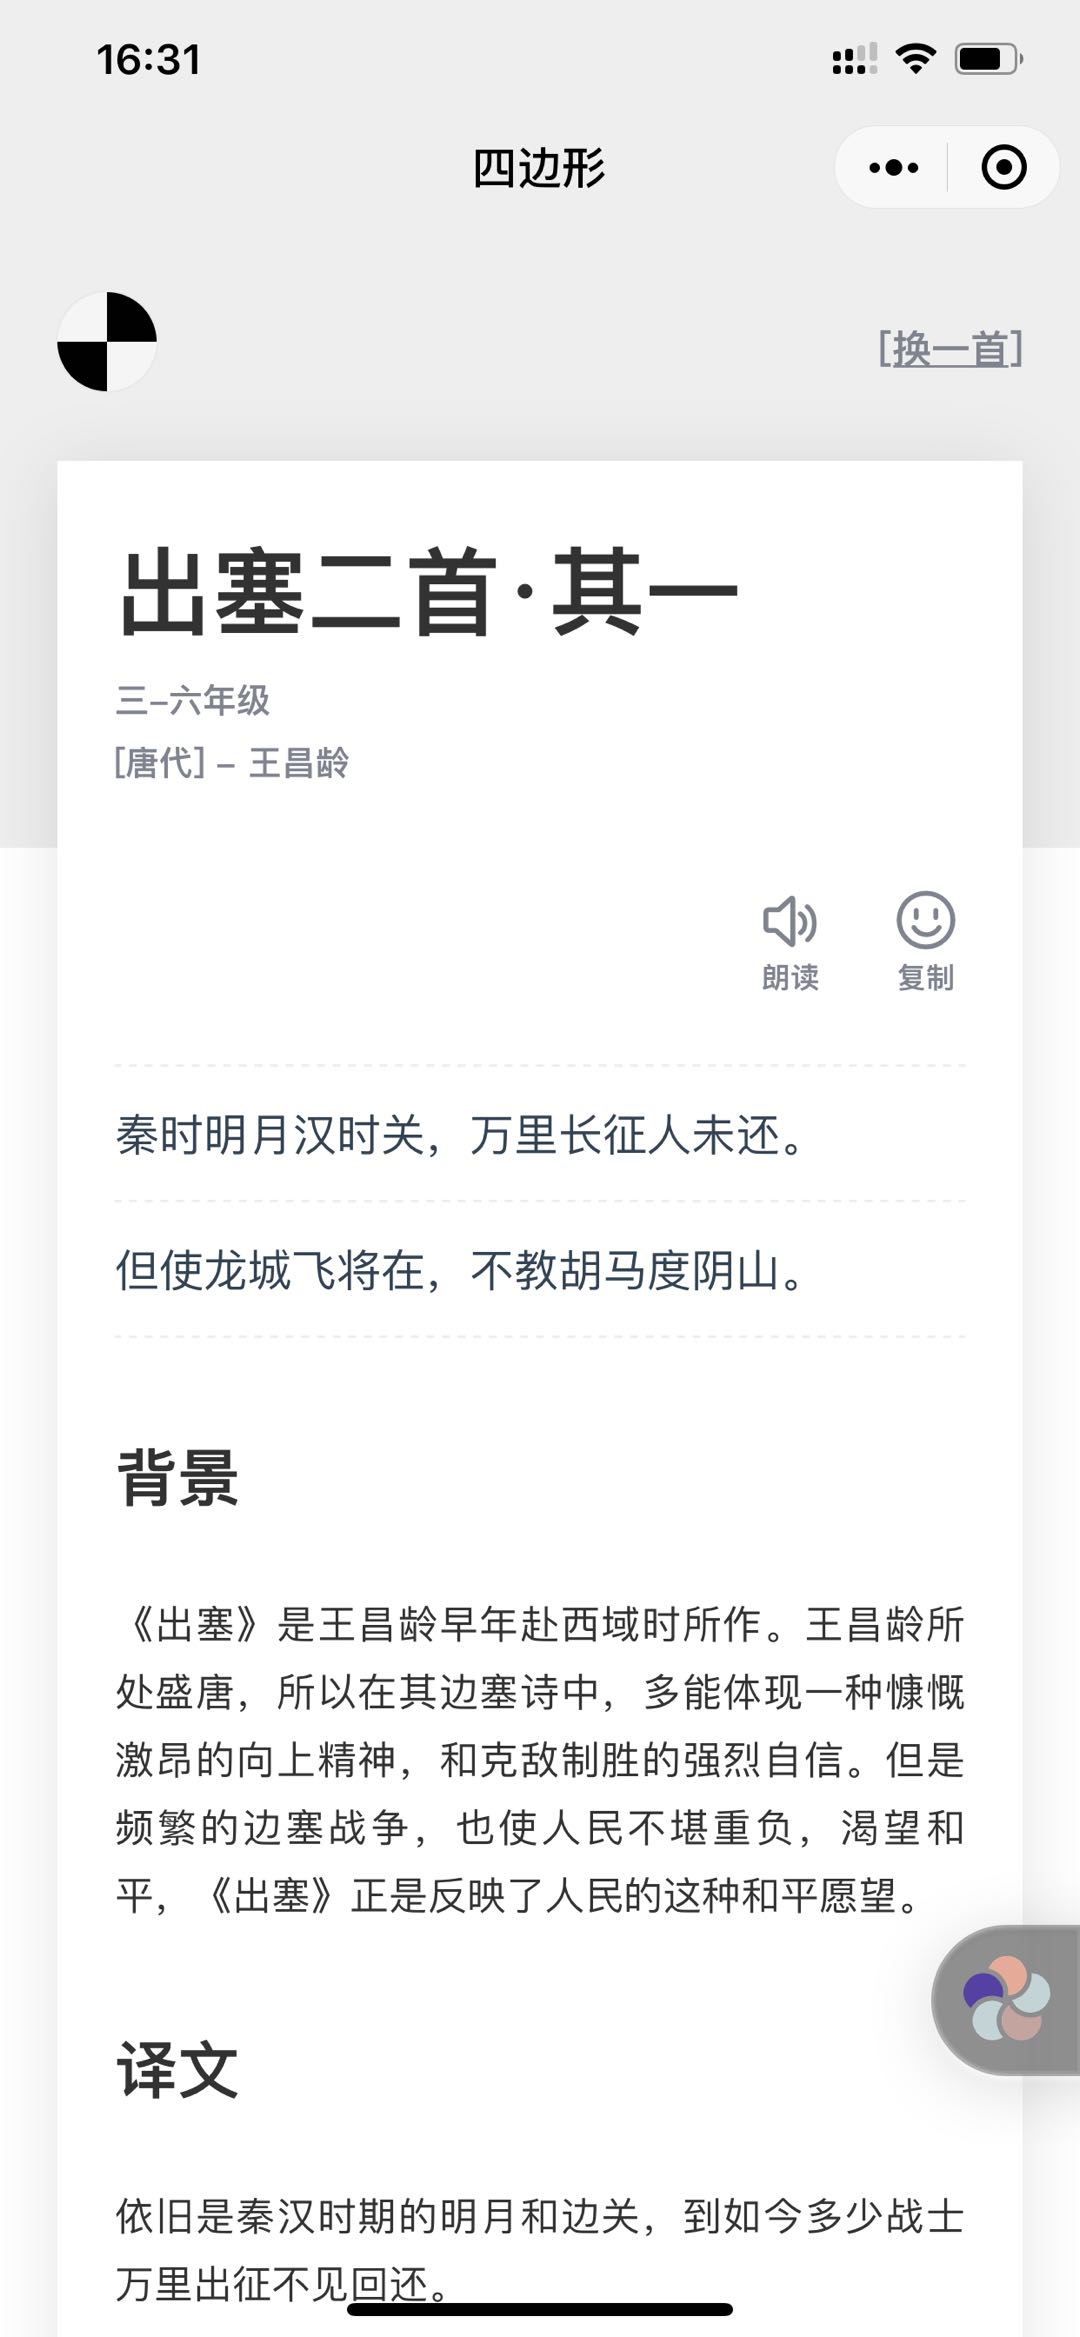 16:31
四边形
[换一首]
出塞二首·其一
三–六年级
[唐代] – 王昌龄
朗读
复制
秦时明月汉时关，万里长征人未还。
但使龙城飞将在，不教胡马度阴山。
背景
《出塞》是王昌龄早年赴西域时所作。王昌龄所
处盛唐，所以在其边塞诗中，多能体现一种慷慨
激昂的向上精神，和克敌制胜的强烈自信。但是
频繁的边塞战争，也使人民不堪重负，渴望和
平，《出塞》正是反映了人民的这种和平愿望。
译文
依旧是秦汉时期的明月和边关，到如今多少战士
万里出征不见回还。